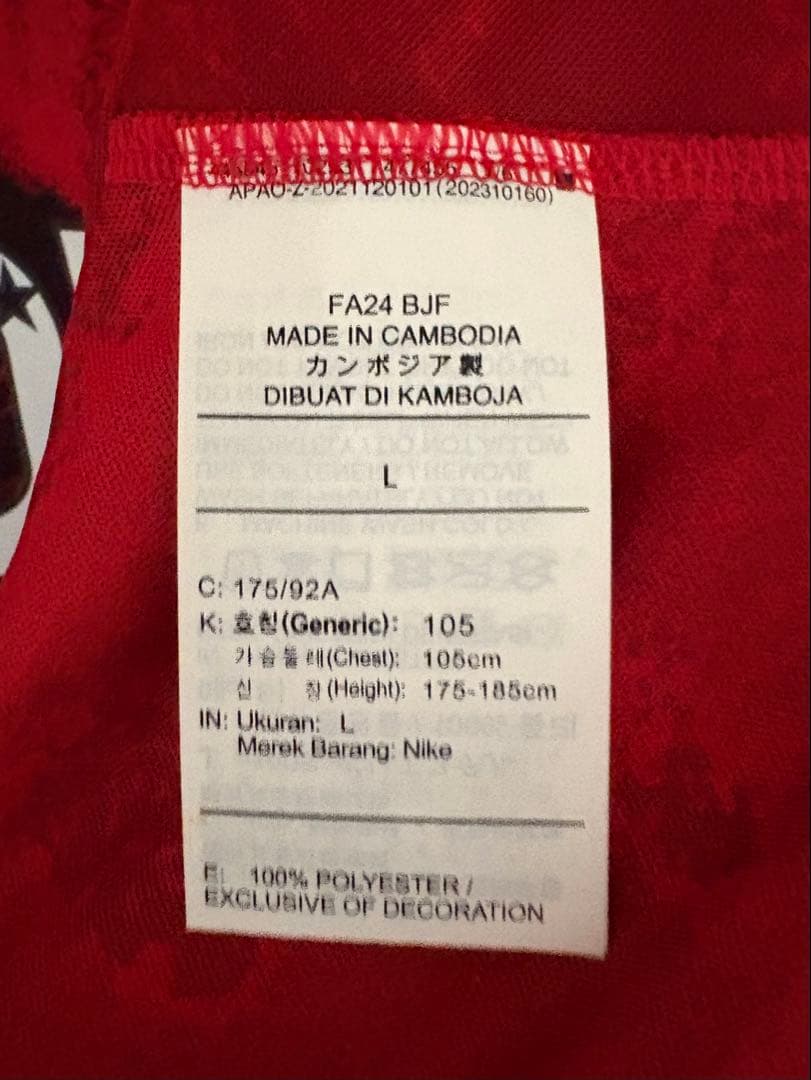 APAO-Z-2021120101(202310160)
FA24 BJF
MADE IN CAMBODIA
カンボジア製
DIBUAT DI KAMBOJA
L
C: 175/92A
K: 호칭(Generic): 105
가슴둘레(Chest): 105cm
신 장(Height): 175-185cm
IN: Ukuran: L
Merek Barang: Nike
E: 100% POLYESTER /
EXCLUSIVE OF DECORATION